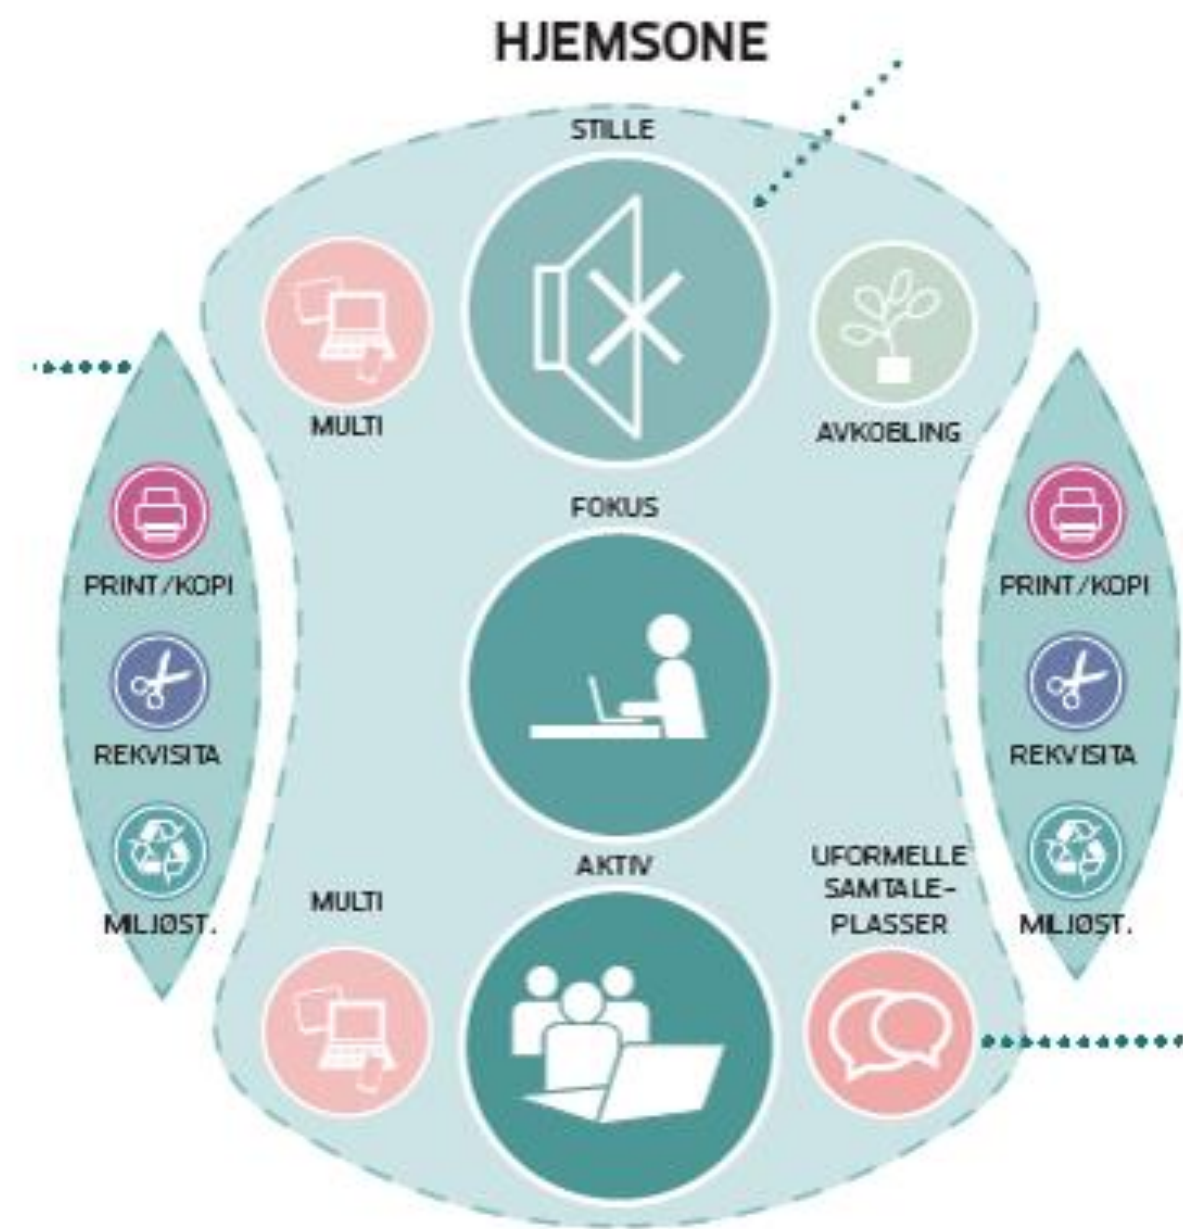 HJEMSONE
STILLE
MULTI
AVKOBLING
FOKUS
PRINT/KOPI
REKVISITA
MILJØST.
PRINT/KOPI
REKVISITA
MILJØST.
AKTIV
MULTI
UFORMELLE
SAMTALE-
PLASSER